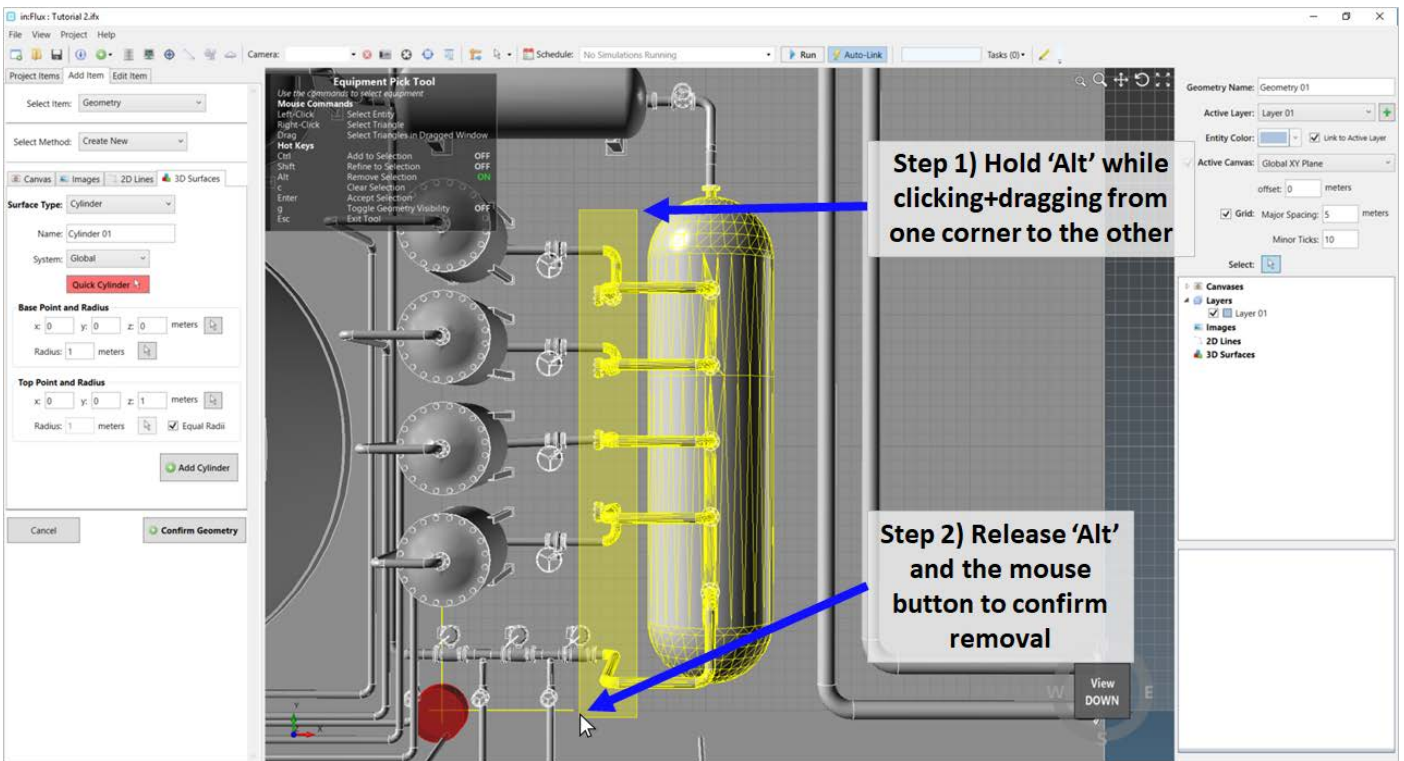 in:Flux : Tutorial 2.ifx
File View Project Help
Camera:
Schedule: No Simulations Running
Run
Auto-Link
Tasks (0)
Project Items Add Item Edit Item
Select Item: Geometry
Select Method: Create New
Canvas Images 2D Lines 3D Surfaces
Surface Type: Cylinder
Name: Cylinder 01
System: Global
Quick Cylinder
Base Point and Radius
x: 0 y: 0 z: 0 meters
Radius: 1 meters
Top Point and Radius
x: 0 y: 0 z: 1 meters
Radius: 1 meters Equal Radii
Add Cylinder
Cancel Confirm Geometry
Equipment Pick Tool
Use the commands to select equipment
Mouse Commands
Left-Click Select Entity
Right-Click Select Triangle
Drag Select Triangles in Dragged Window
Hot Keys
Ctrl Add to Selection OFF
Shift Refine to Selection OFF
Alt Remove Selection ON
c Clear Selection
Enter Accept Selection
g Toggle Geometry Visibility OFF
Esc Exit Tool
Step 1) Hold ‘Alt’ while
clicking+dragging from
one corner to the other
Step 2) Release ‘Alt’
and the mouse
button to confirm
removal
View
DOWN
W E
S
Y
X
Geometry Name: Geometry 01
Active Layer: Layer 01
Entity Color: Link to Active Layer
Active Canvas: Global XY Plane
offset: 0 meters
Grid: Major Spacing: 5 meters
Minor Ticks: 10
Select:
Canvases
Layers
Layer 01
Images
2D Lines
3D Surfaces